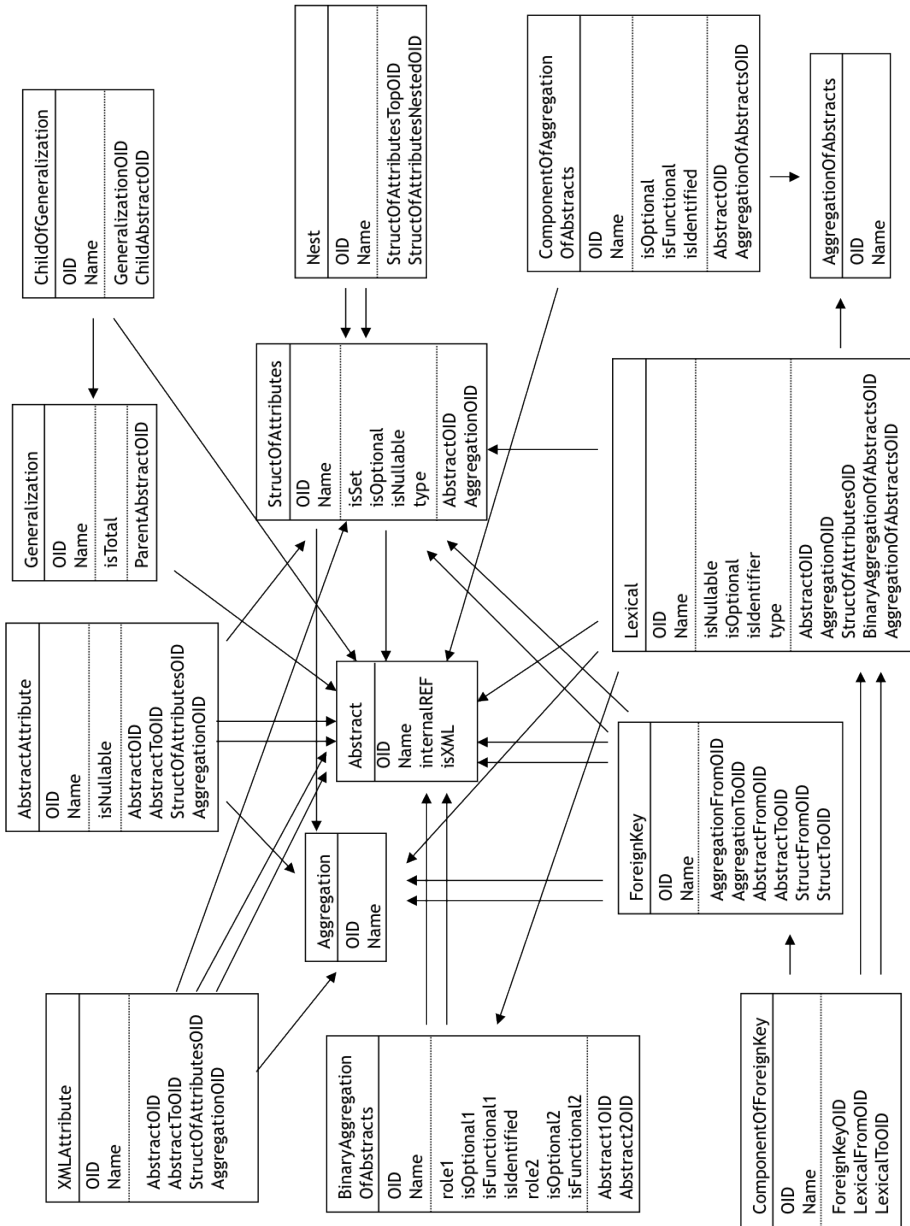 XMLAttribute
OID
Name
AbstractOID
AbstractToOID
StructOfAttributesOID
AggregationOID
AbstractAttribute
OID
Name
isNullable
AbstractOID
AbstractToOID
StructOfAttributesOID
AggregationOID
Generalization
OID
Name
isTotal
ParentAbstractOID
ChildOfGeneralization
OID
Name
GeneralizationOID
ChildAbstractOID
BinaryAggregation
OfAbstracts
OID
Name
role1
isOptional1
isFunctional1
isIdentified
role2
isOptional2
isFunctional2
Abstract1OID
Abstract2OID
Aggregation
OID
Name
Abstract
OID
Name
internalREF
isXML
StructOfAttributes
OID
Name
isSet
isOptional
isNullable
type
AbstractOID
AggregationOID
Nest
OID
Name
StructOfAttributesTopOID
StructOfAttributesNestedOID
ComponentOfForeignKey
OID
Name
ForeignKeyOID
LexicalFromOID
LexicalToOID
ForeignKey
OID
Name
AggregationFromOID
AggregationToOID
AbstractFromOID
AbstractToOID
StructFromOID
StructToOID
Lexical
OID
Name
isNullable
isOptional
isIdentifier
type
AbstractOID
AggregationOID
StructOfAttributesOID
BinaryAggregationOfAbstractsOID
AggregationOfAbstractsOID
ComponentOfAggregation
OfAbstracts
OID
Name
isOptional
isFunctional
isIdentified
AbstractOID
AggregationOfAbstractsOID
AggregationOfAbstracts
OID
Name